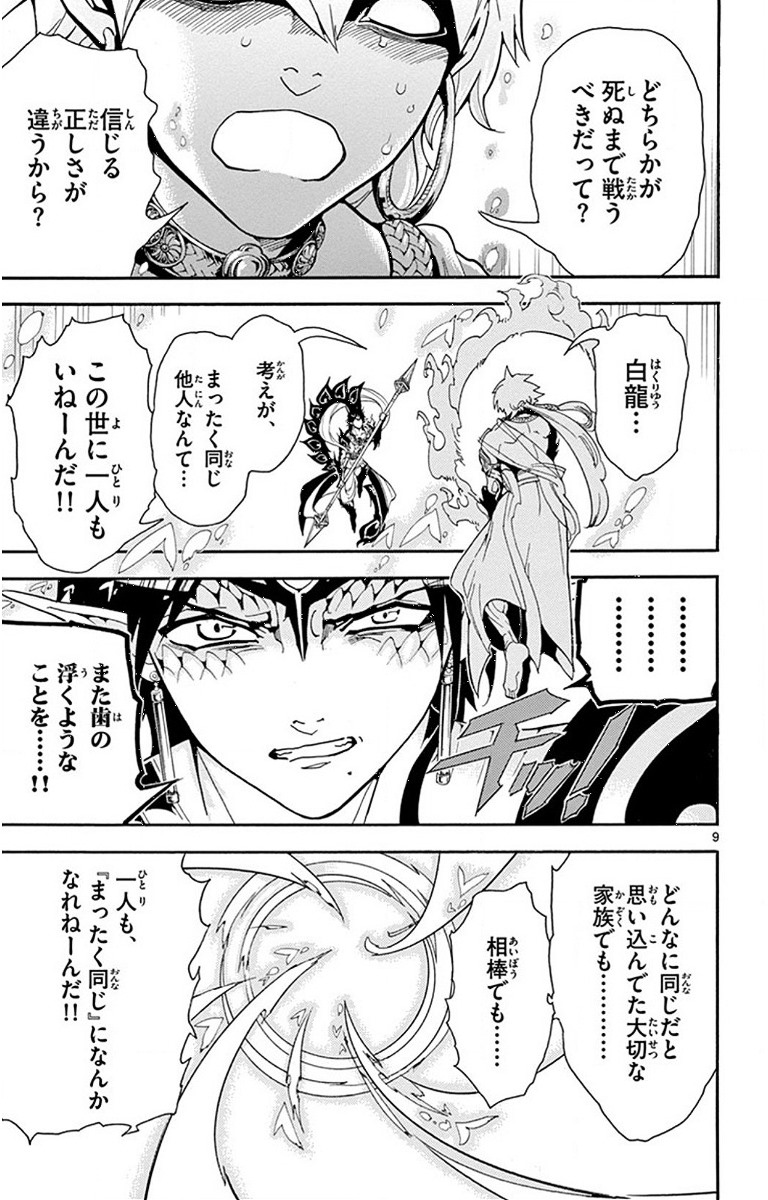 どちらかが
死ぬまで戦う
べきだって？
信じる
正しさが
違うから？
白龍…
考えが、
まったく同じ
他人なんて…
この世に一人も
いねーんだ!!
………
………
………
チッ!
また歯の
浮くような
ことを……!!
9
どんなに同じだと
思い込んでた大切な
家族でも…………
相棒でも……
一人も、
『まったく同じ』になんか
なれねーんだ!!